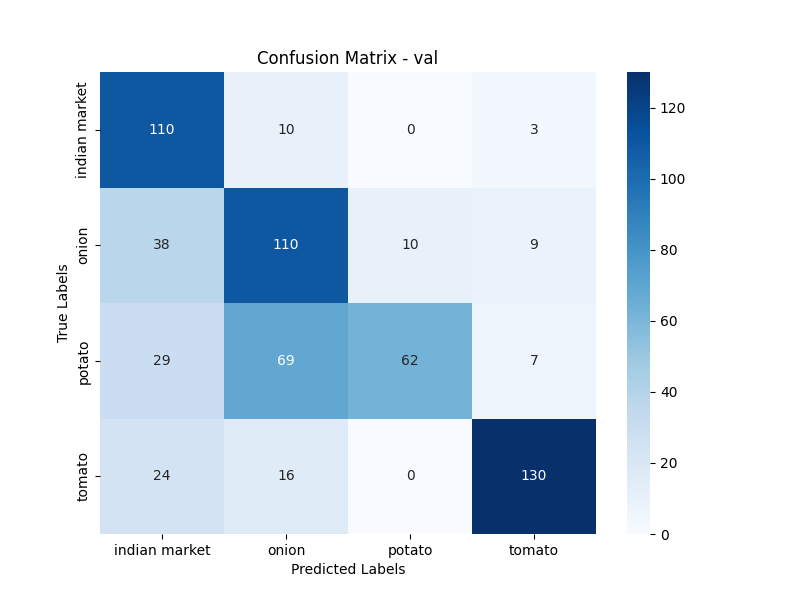 Confusion Matrix - val
True Labels
indian market 110 10 0 3
onion 38 110 10 9
potato 29 69 62 7
tomato 24 16 0 130
indian market onion potato tomato
Predicted Labels
120
100
80
60
40
20
0